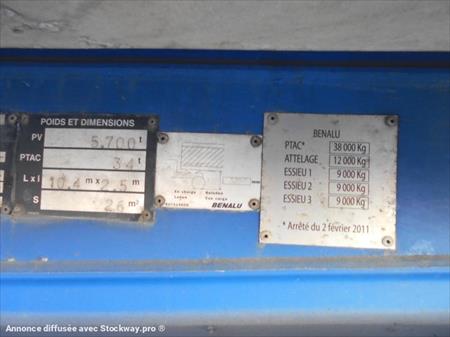 POIDS ET DIMENSIONS
PV 5,700 t
PTAC 34 t
L x l 10.4 m x 2.5 m
S 26 m²
BENALU
BENALU
PTAC* 38 000 Kg
ATTELAGE 12 000 Kg
ESSIEU 1 9 000 Kg
ESSIEU 2 9 000 Kg
ESSIEU 3 9 000 Kg
* Arrêté du 2 février 2011
Annonce diffusée avec Stockway.pro ®